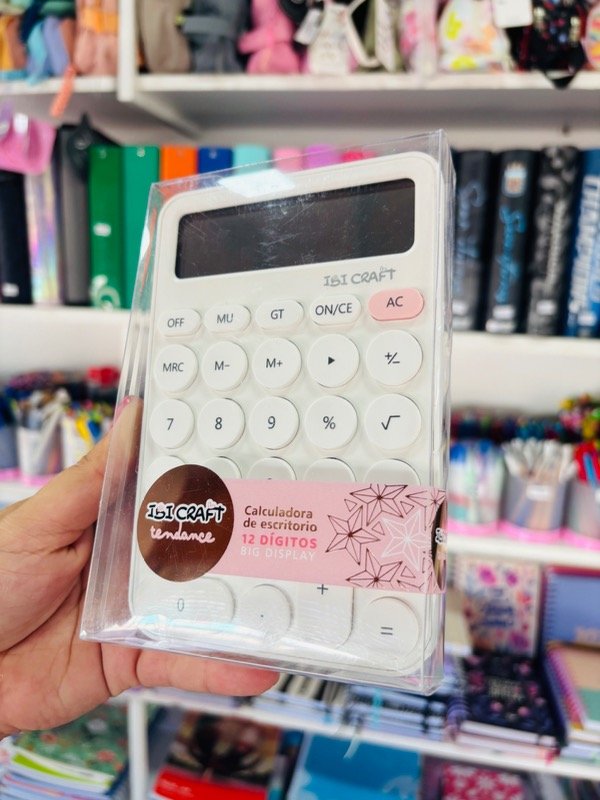 IBI CRAFT
OFF MU GT ON/CE AC
MRC M- M+ ▶ +/-
7 8 9 % √
IBI CRAFT
tendance
Calculadora
de escritorio
12 DÍGITOS
BIG DISPLAY
+
0 . =